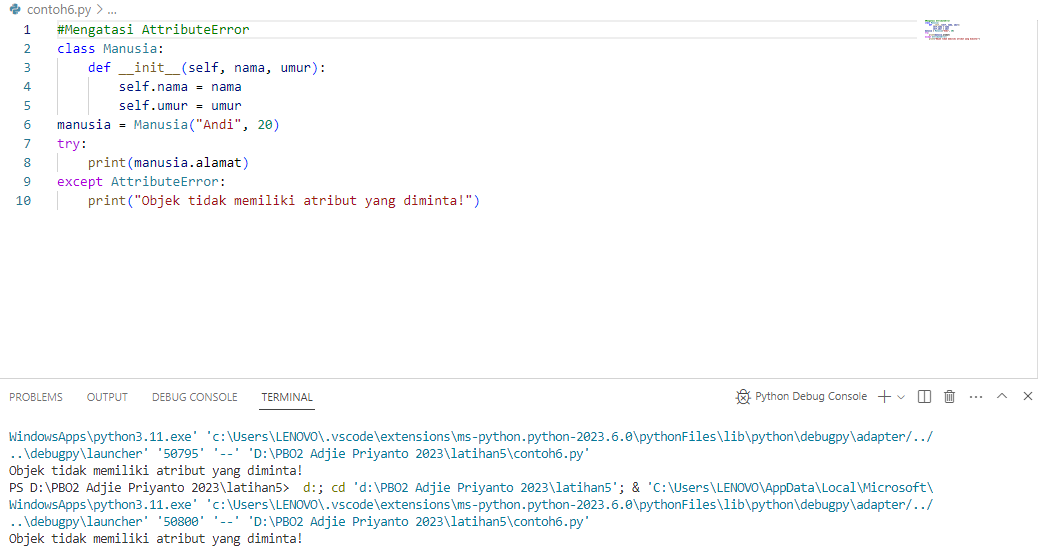 contoh6.py > ...
1 #Mengatasi AttributeError
2 class Manusia:
3     def __init__(self, nama, umur):
4         self.nama = nama
5         self.umur = umur
6 manusia = Manusia("Andi", 20)
7 try:
8     print(manusia.alamat)
9 except AttributeError:
10     print("Objek tidak memiliki atribut yang diminta!")
PROBLEMS OUTPUT DEBUG CONSOLE TERMINAL Python Debug Console
WindowsApps\python3.11.exe' 'c:\Users\LENOVO\.vscode\extensions\ms-python.python-2023.6.0\pythonFiles\lib\python\debugpy\adapter/../
..\debugpy\launcher' '50795' '--' 'D:\PBO2 Adjie Priyanto 2023\latihan5\contoh6.py'
Objek tidak memiliki atribut yang diminta!
PS D:\PBO2 Adjie Priyanto 2023\latihan5>  d:; cd 'd:\PBO2 Adjie Priyanto 2023\latihan5'; & 'C:\Users\LENOVO\AppData\Local\Microsoft\
WindowsApps\python3.11.exe' 'c:\Users\LENOVO\.vscode\extensions\ms-python.python-2023.6.0\pythonFiles\lib\python\debugpy\adapter/../
..\debugpy\launcher' '50800' '--' 'D:\PBO2 Adjie Priyanto 2023\latihan5\contoh6.py'
Objek tidak memiliki atribut yang diminta!